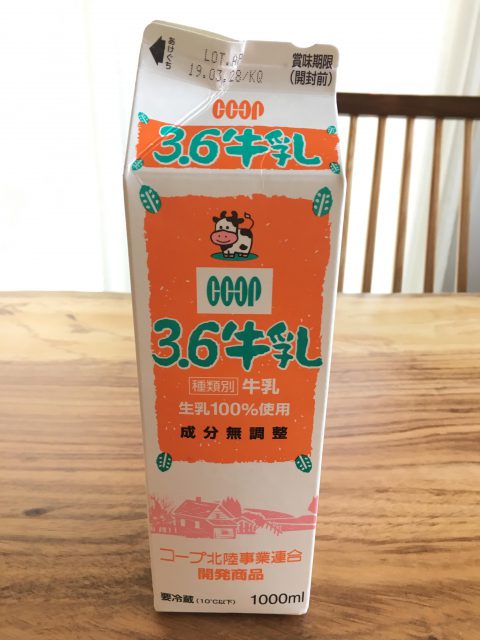 あけぐち
LOT.A9
19.03.28/KQ
賞味期限
(開封前)
COOP
3.6牛乳
COOP
3.6牛乳
種類別 牛乳
生乳100%使用
成分無調整
コープ北陸事業連合
開発商品
要冷蔵(10℃以下) 1000ml